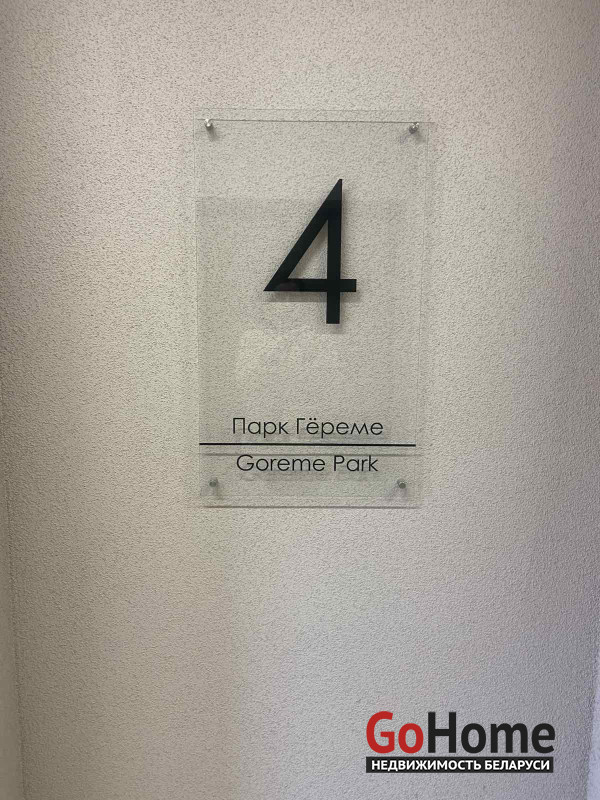 4
Парк Гёреме
Goreme Park
GoHome
НЕДВИЖИМОСТЬ БЕЛАРУСИ